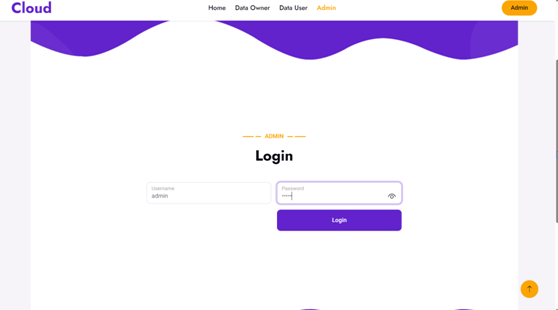 Cloud
Home Data Owner Data User Admin
Admin
ADMIN
Login
Username
admin
Password
Login